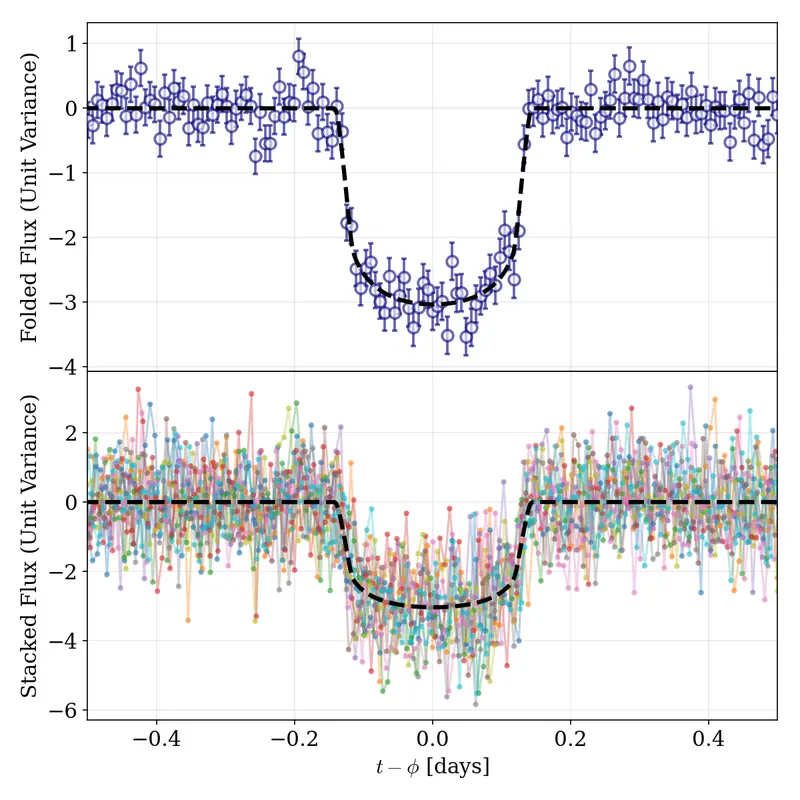 Folded Flux (Unit Variance)
1
0
−1
−2
−3
−4
Stacked Flux (Unit Variance)
2
0
−2
−4
−6
−0.4 −0.2 0.0 0.2 0.4
t − ϕ [days]